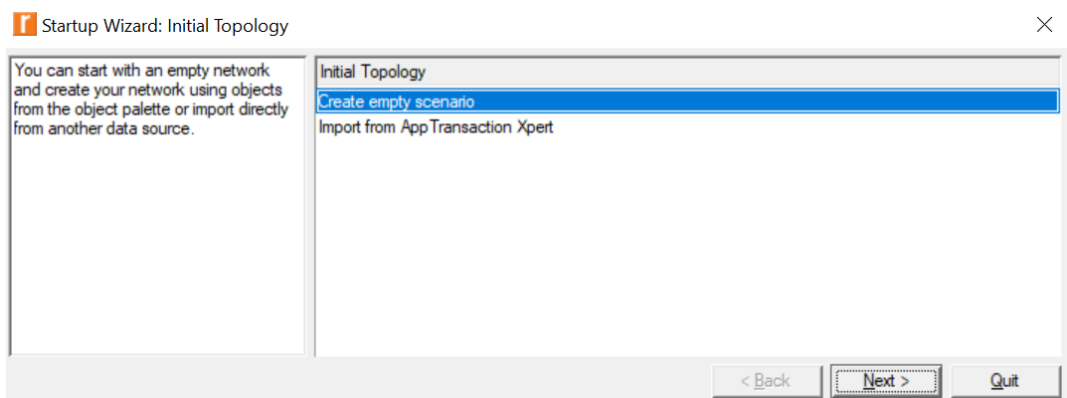 Startup Wizard: Initial Topology
You can start with an empty network
and create your network using objects
from the object palette or import directly
from another data source.
Initial Topology
Create empty scenario
Import from AppTransaction Xpert
< Back
Next >
Quit